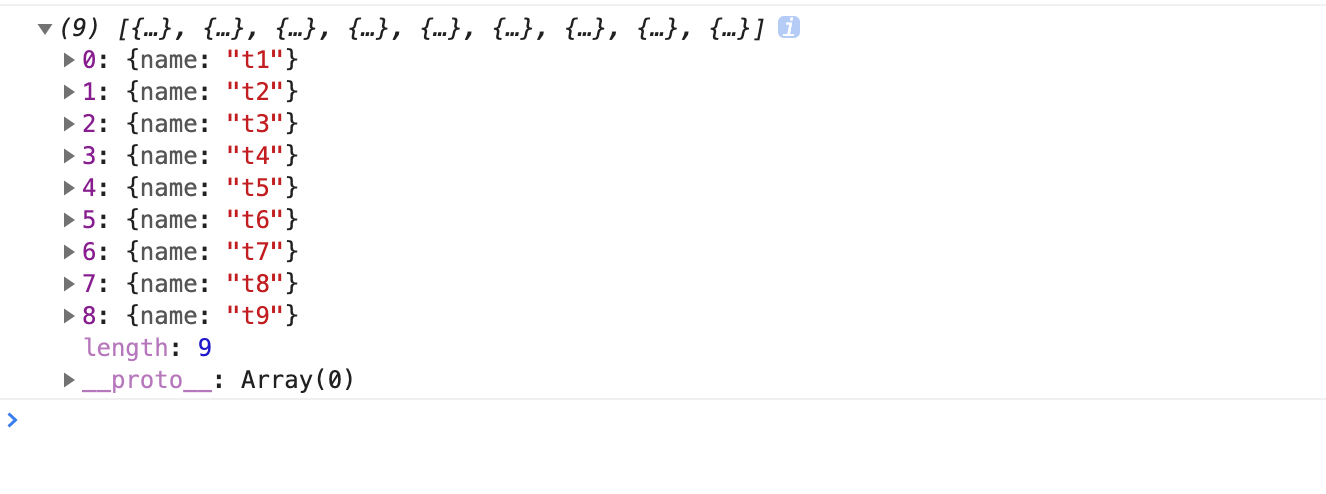 (9) [{…}, {…}, {…}, {…}, {…}, {…}, {…}, {…}, {…}] i
0: {name: "t1"}
1: {name: "t2"}
2: {name: "t3"}
3: {name: "t4"}
4: {name: "t5"}
5: {name: "t6"}
6: {name: "t7"}
7: {name: "t8"}
8: {name: "t9"}
length: 9
__proto__: Array(0)